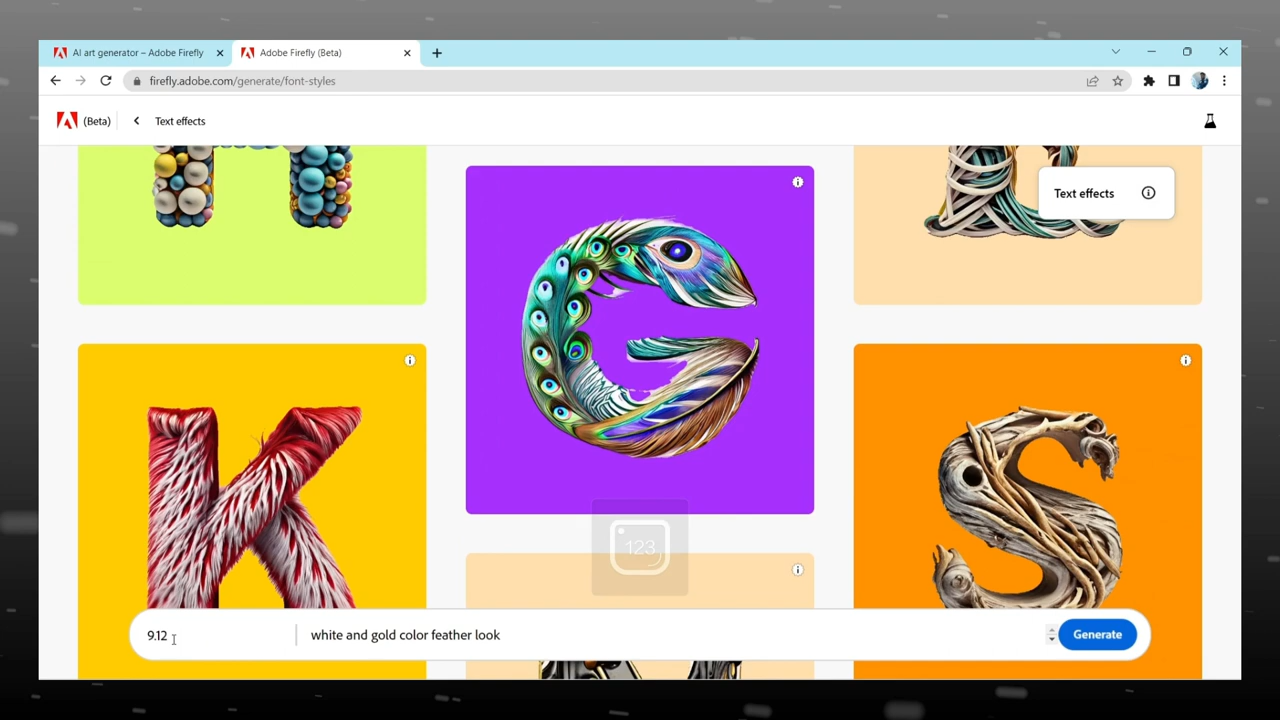 AI art generator – Adobe Firefly
Adobe Firefly (Beta)
firefly.adobe.com/generate/font-styles
(Beta)
Text effects
Text effects
K
G
S
123
9.12
white and gold color feather look
Generate